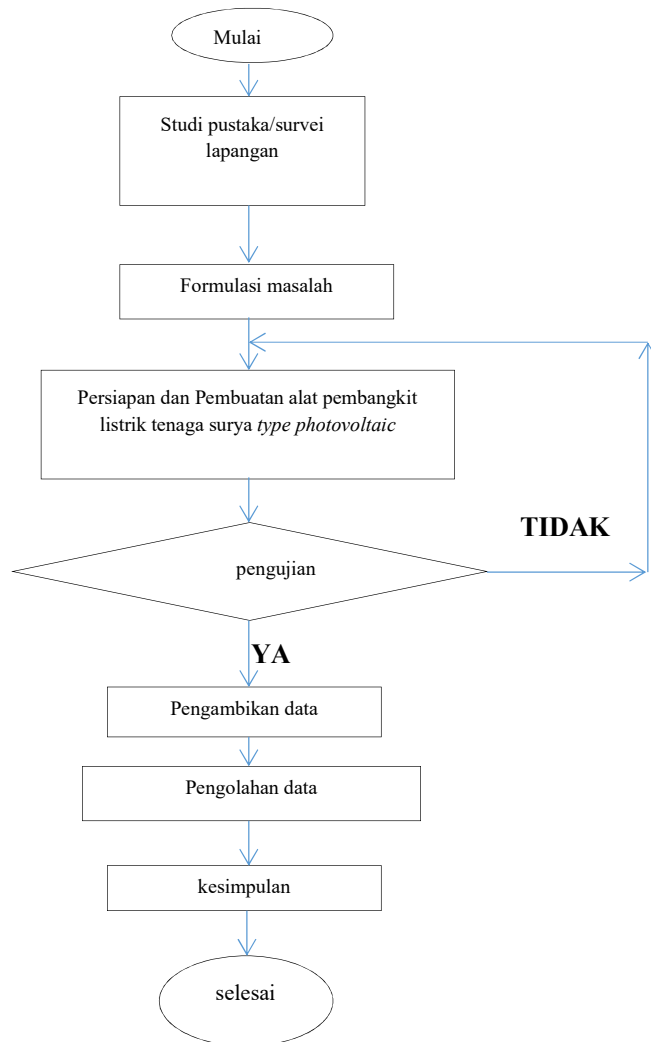 Mulai
Studi pustaka/survei
lapangan
Formulasi masalah
Persiapan dan Pembuatan alat pembangkit
listrik tenaga surya type photovoltaic
TIDAK
pengujian
YA
Pengambikan data
Pengolahan data
kesimpulan
selesai